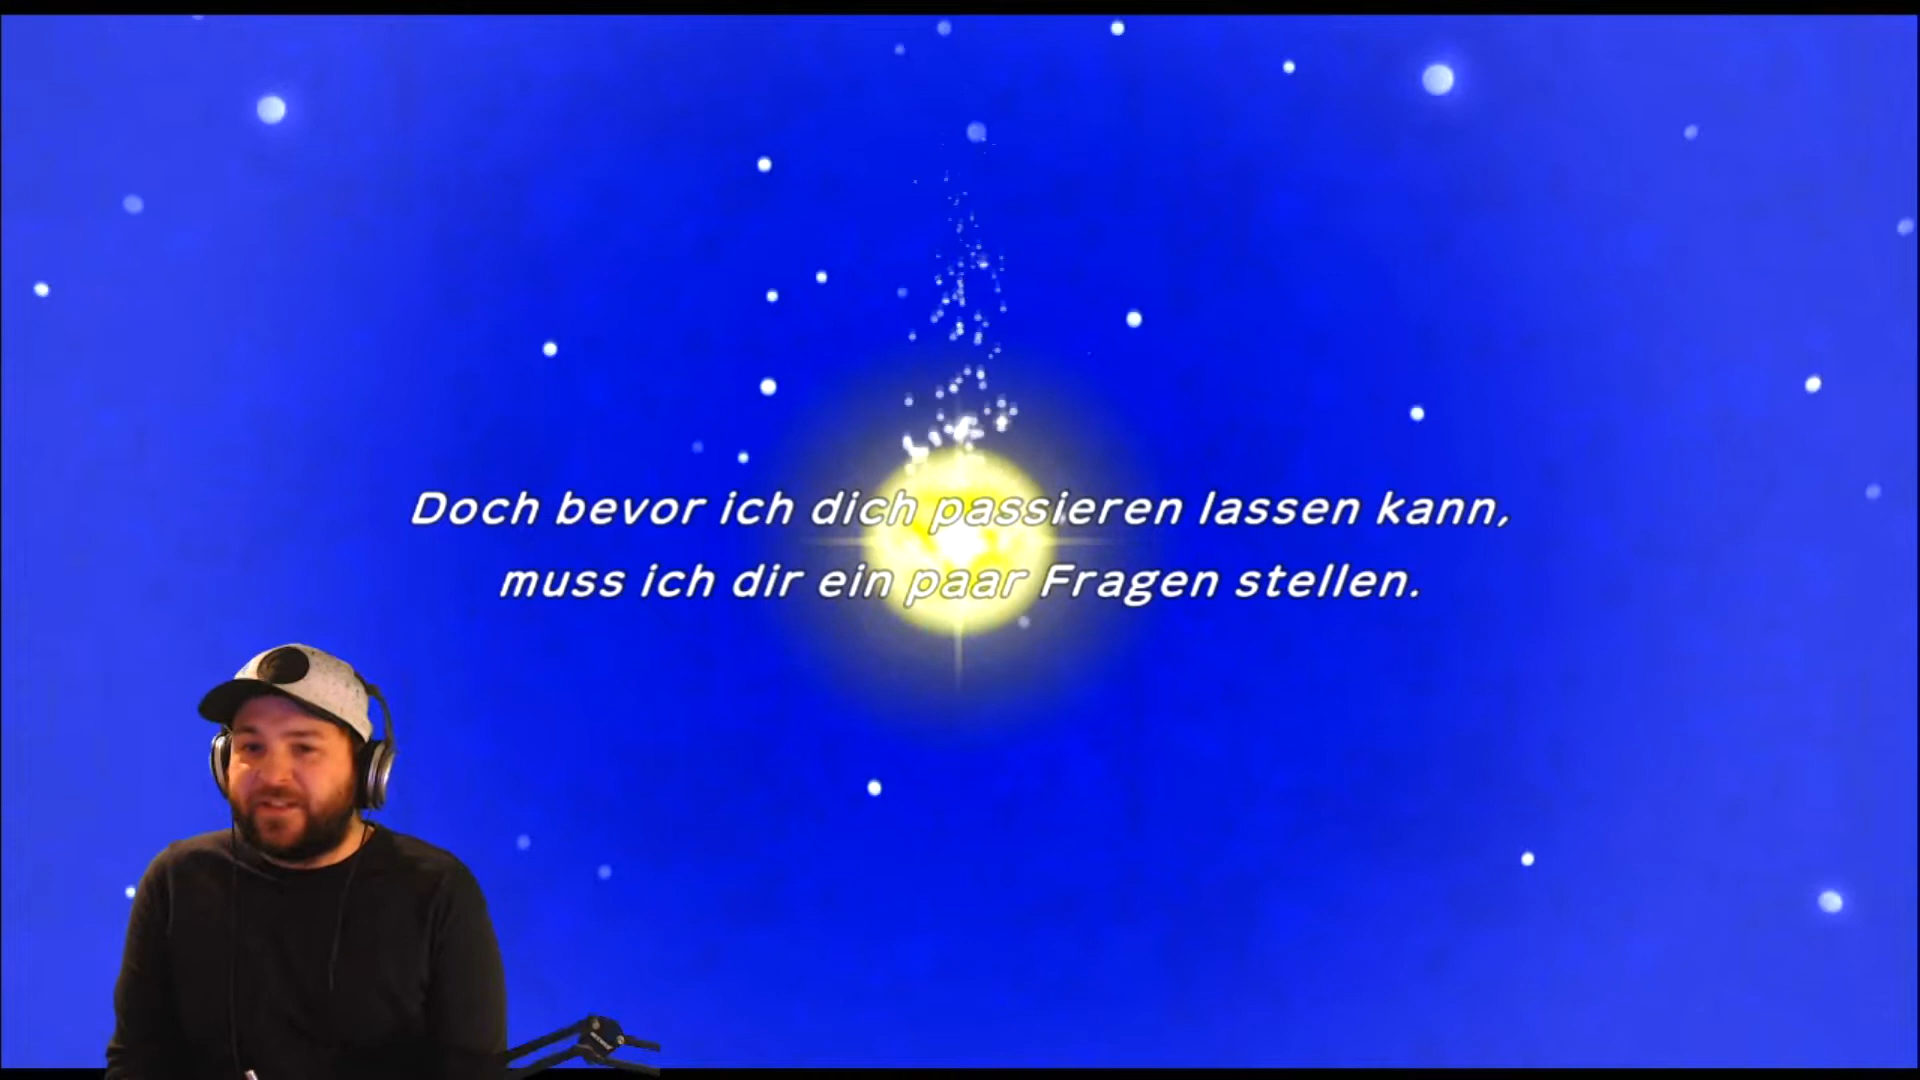 Doch bevor ich dich passieren lassen kann,
muss ich dir ein paar Fragen stellen.